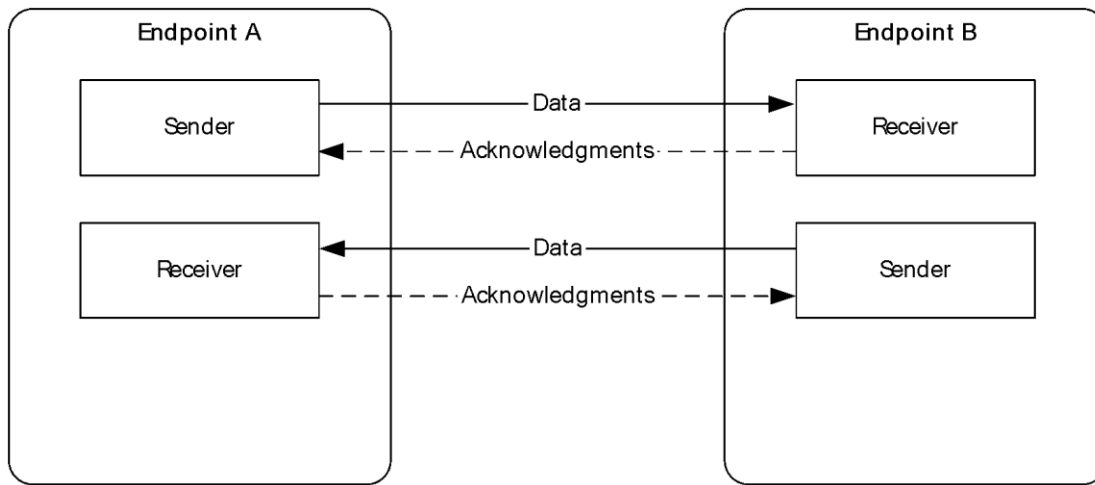 Endpoint A
Endpoint B
Sender
Data
Receiver
Acknowledgments
Receiver
Data
Sender
Acknowledgments